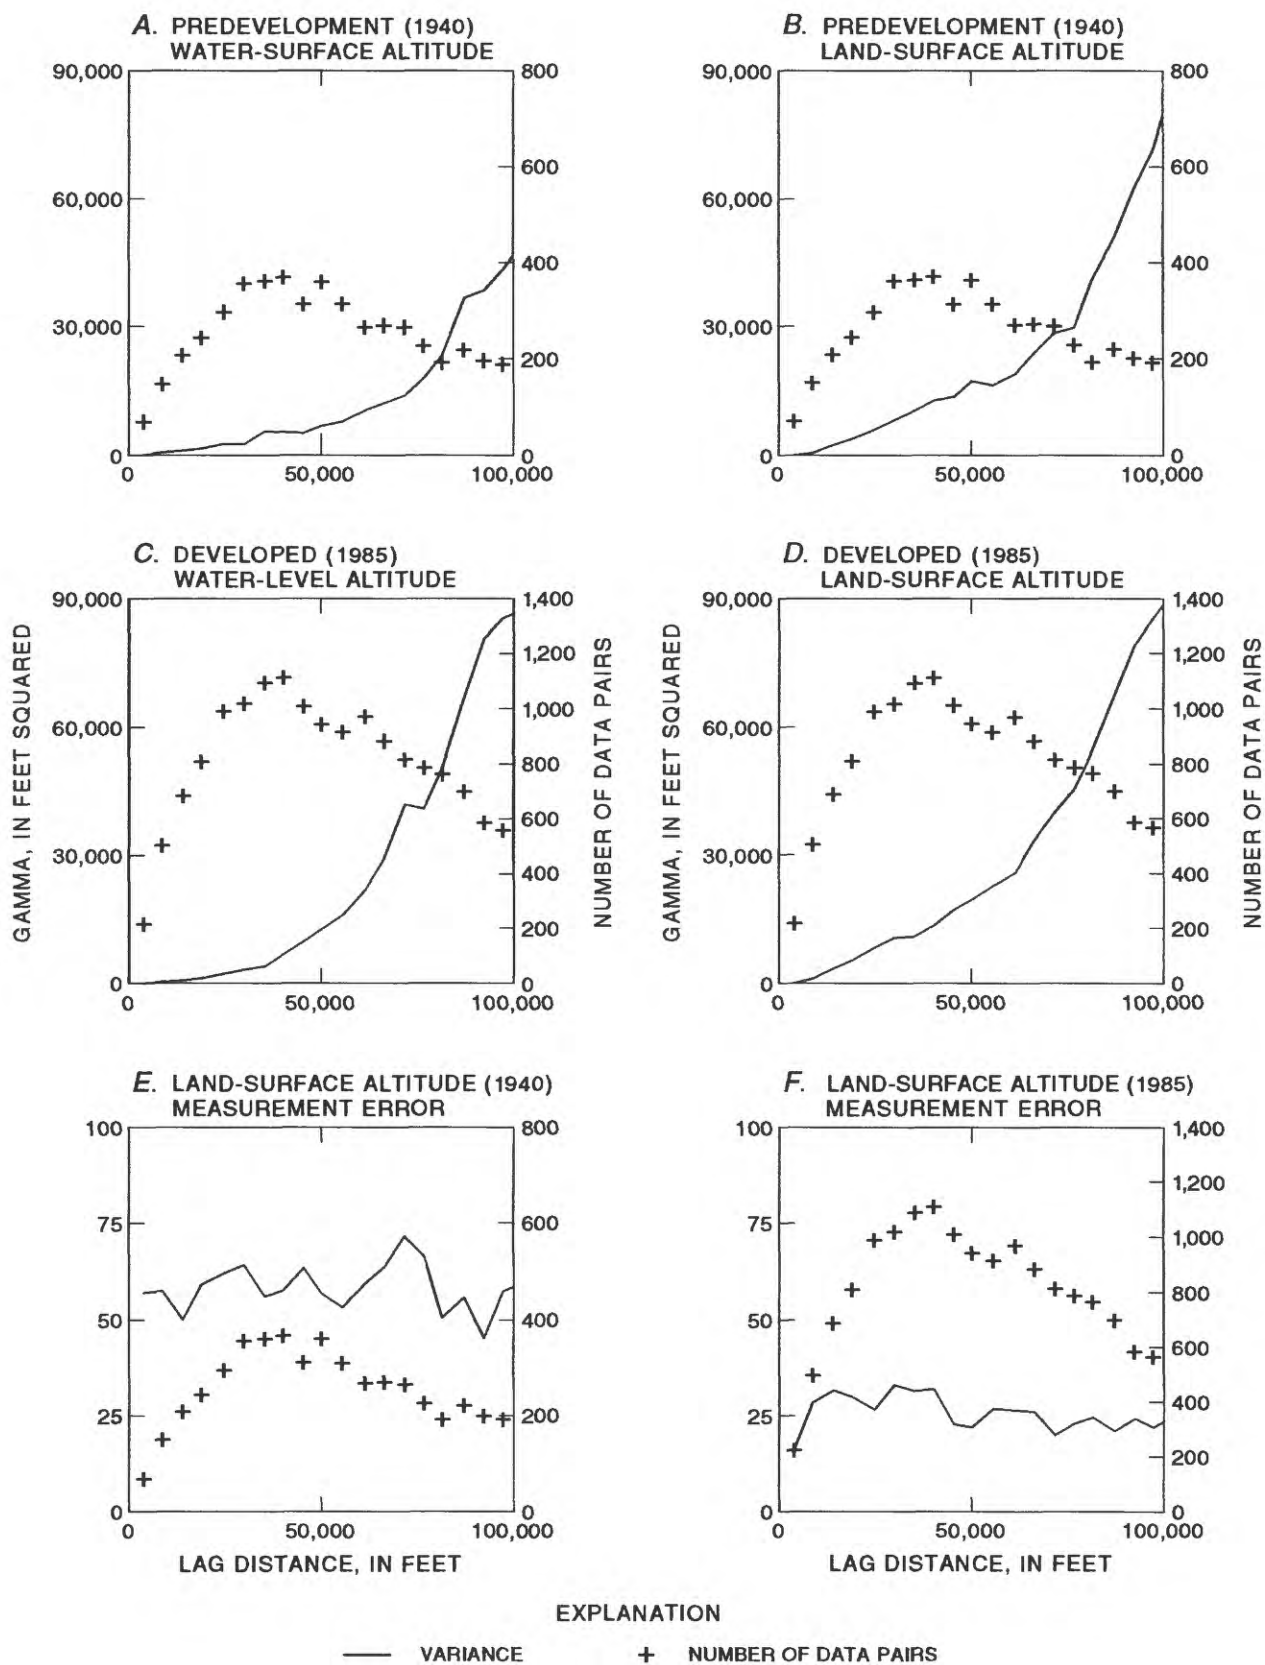 A. PREDEVELOPMENT (1940)
WATER-SURFACE ALTITUDE
90,000
60,000
30,000
0
800
600
400
200
0
0 50,000 100,000
B. PREDEVELOPMENT (1940)
LAND-SURFACE ALTITUDE
90,000
60,000
30,000
0
800
600
400
200
0
0 50,000 100,000
C. DEVELOPED (1985)
WATER-LEVEL ALTITUDE
GAMMA, IN FEET SQUARED
90,000
60,000
30,000
0
1,400
1,200
1,000
800
600
400
200
0
NUMBER OF DATA PAIRS
0 50,000 100,000
D. DEVELOPED (1985)
LAND-SURFACE ALTITUDE
GAMMA, IN FEET SQUARED
90,000
60,000
30,000
0
1,400
1,200
1,000
800
600
400
200
0
NUMBER OF DATA PAIRS
0 50,000 100,000
E. LAND-SURFACE ALTITUDE (1940)
MEASUREMENT ERROR
100
75
50
25
0
800
600
400
200
0
0 50,000 100,000
LAG DISTANCE, IN FEET
F. LAND-SURFACE ALTITUDE (1985)
MEASUREMENT ERROR
100
75
50
25
0
1,400
1,200
1,000
800
600
400
200
0
0 50,000 100,000
LAG DISTANCE, IN FEET
EXPLANATION
VARIANCE
+ NUMBER OF DATA PAIRS